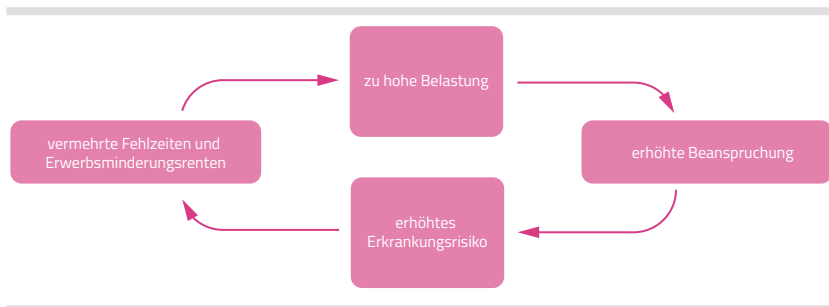 zu hohe Belastung
vermehrte Fehlzeiten und
Erwerbsminderungsrenten
erhöhte Beanspruchung
erhöhtes
Erkrankungsrisiko